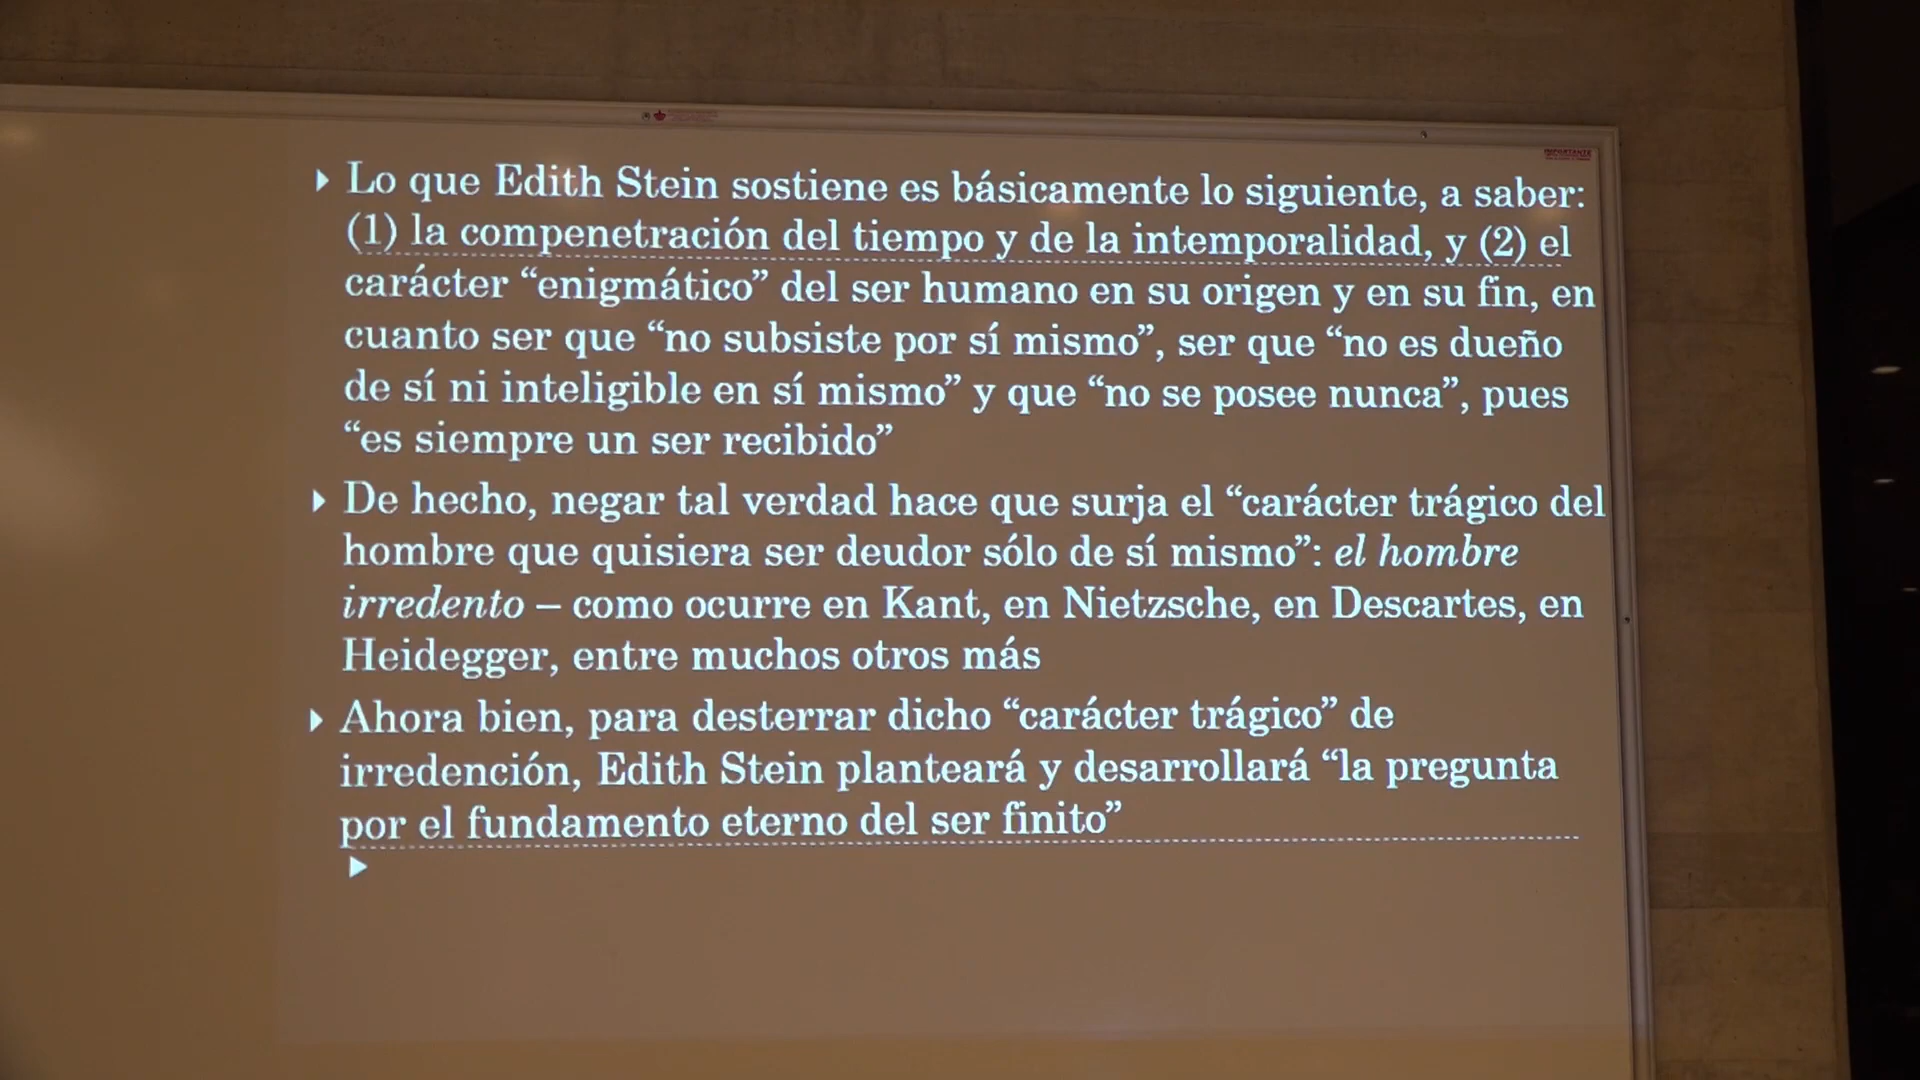 Lo que Edith Stein sostiene es básicamente lo siguiente, a saber:
(1) la compenetración del tiempo y de la intemporalidad, y (2) el
carácter “enigmático” del ser humano en su origen y en su fin, en
cuanto ser que “no subsiste por sí mismo”, ser que “no es dueño
de sí ni inteligible en sí mismo” y que “no se posee nunca”, pues
“es siempre un ser recibido”
De hecho, negar tal verdad hace que surja el “carácter trágico del
hombre que quisiera ser deudor sólo de sí mismo”: el hombre
irredento – como ocurre en Kant, en Nietzsche, en Descartes, en
Heidegger, entre muchos otros más
Ahora bien, para desterrar dicho “carácter trágico” de
irredención, Edith Stein planteará y desarrollará “la pregunta
por el fundamento eterno del ser finito”
IMPORTANTE